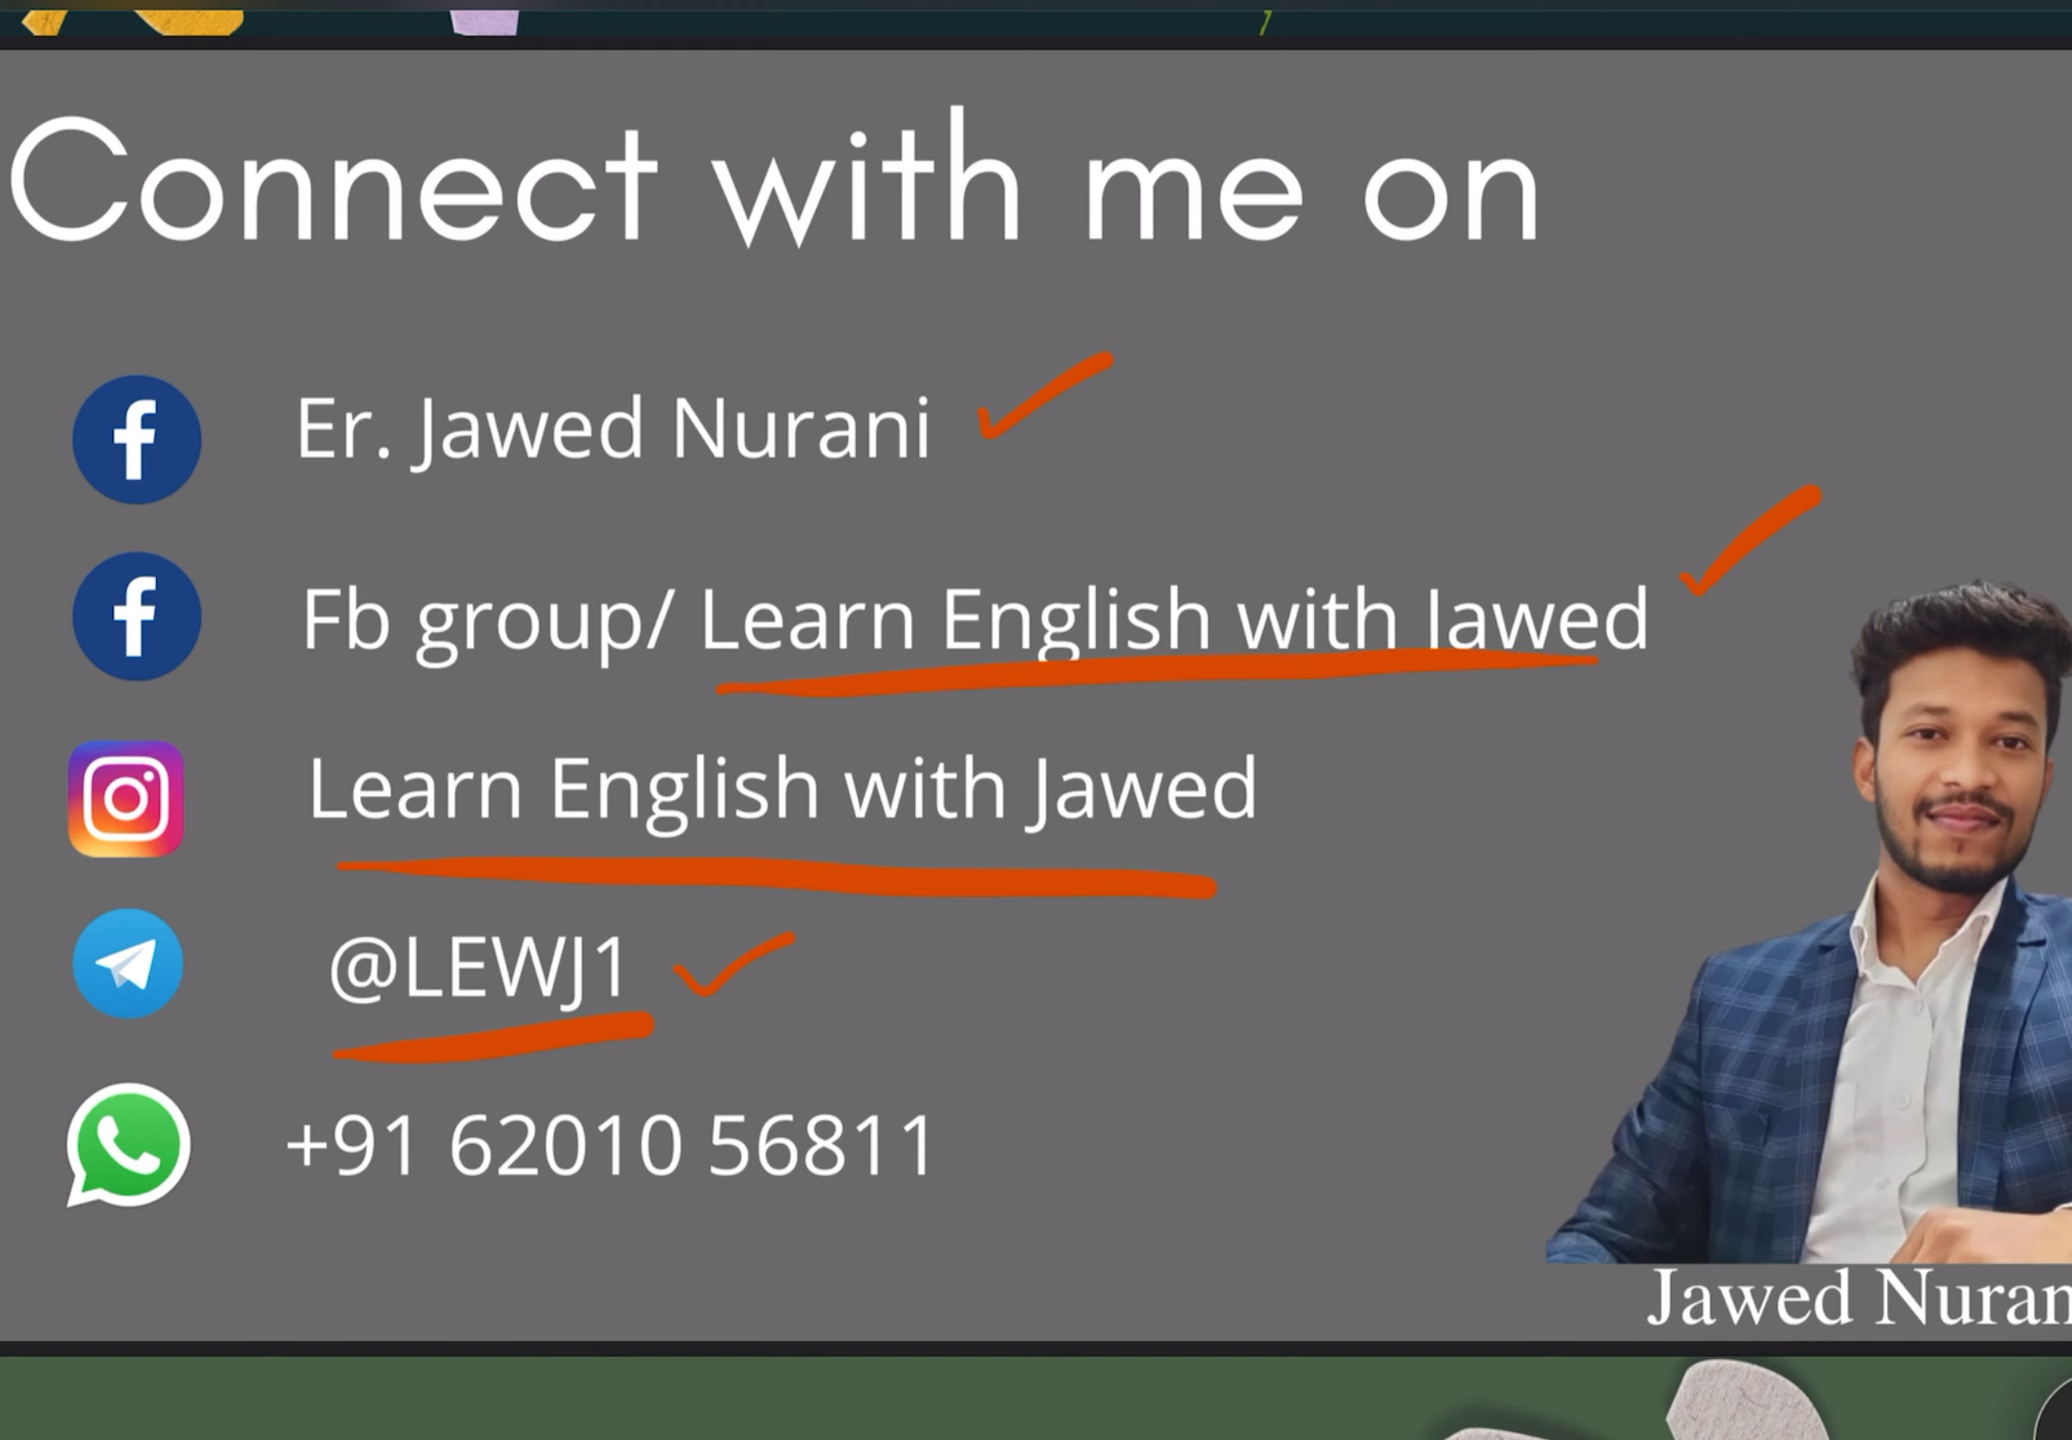 Connect with me on
Er. Jawed Nurani
Fb group/ Learn English with Jawed
Learn English with Jawed
@LEWJ1
+91 62010 56811
Jawed Nuran